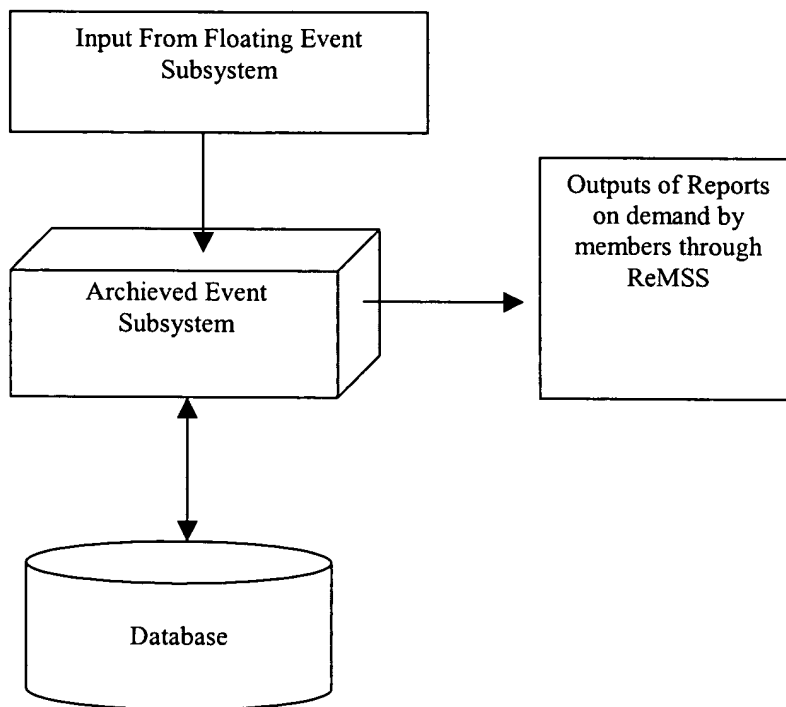 Input From Floating Event
Subsystem
Outputs of Reports
on demand by
members through
ReMSS
Archieved Event
Subsystem
Database